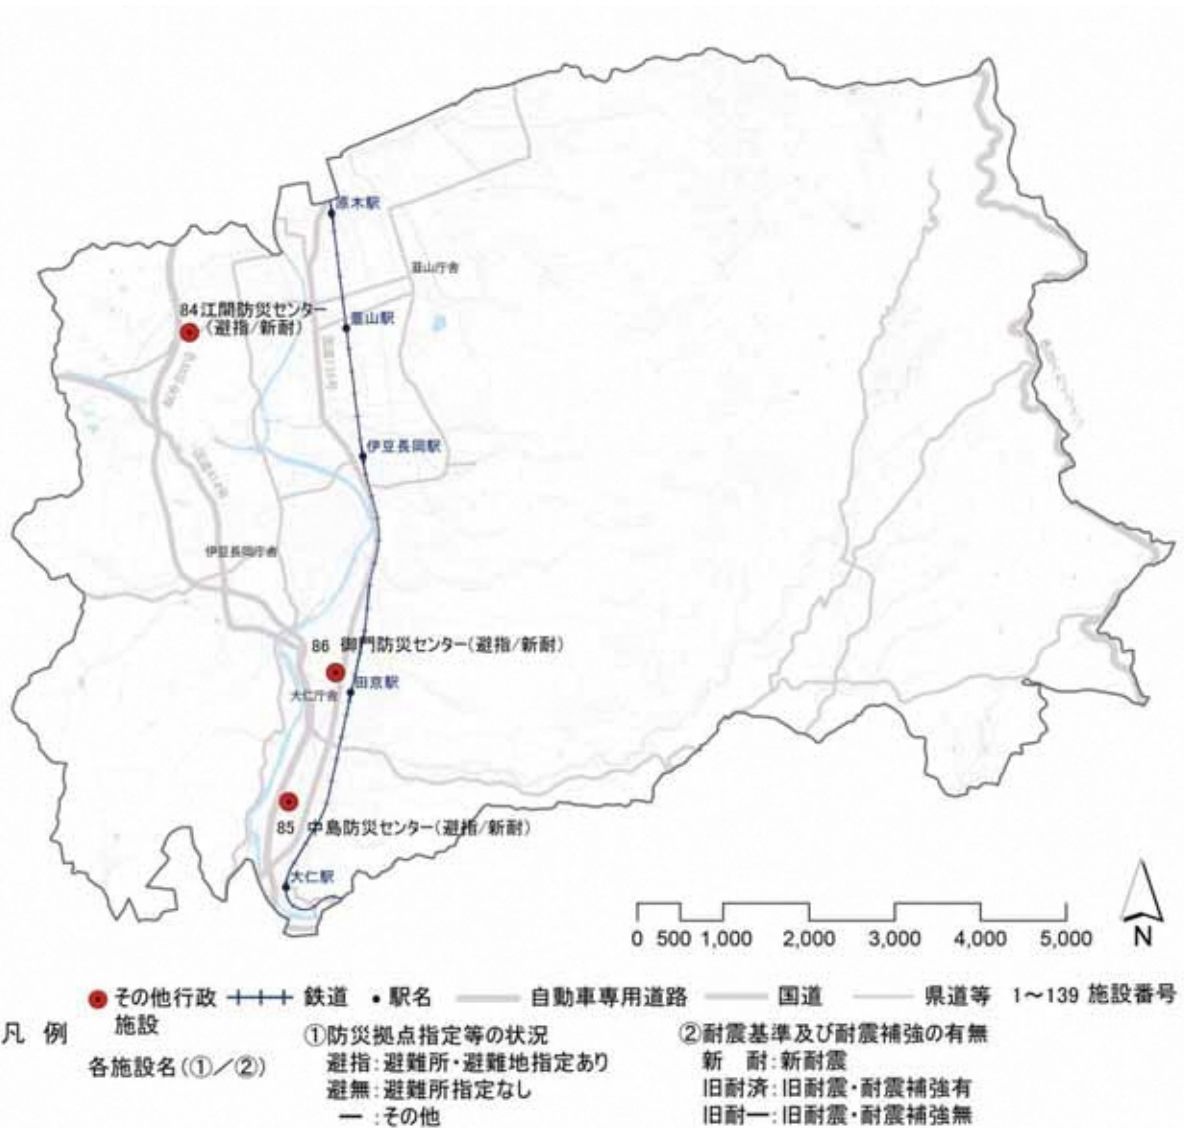 原木駅
韮山庁舎
84江間防災センター
(避指/新耐)
韮山駅
伊豆長岡駅
国道414号
伊豆長岡庁舎
86 御門防災センター(避指/新耐)
田京駅
大仁庁舎
85 中島防災センター(避指/新耐)
大仁駅
0 500 1,000 2,000 3,000 4,000 5,000
N
凡 例
その他行政施設 鉄道 駅名 自動車専用道路 国道 県道等 1~139 施設番号
各施設名(①/②)
①防災拠点指定等の状況
避指:避難所・避難地指定あり
避無:避難所指定なし
ー:その他
②耐震基準及び耐震補強の有無
新 耐:新耐震
旧耐済:旧耐震・耐震補強有
旧耐ー:旧耐震・耐震補強無